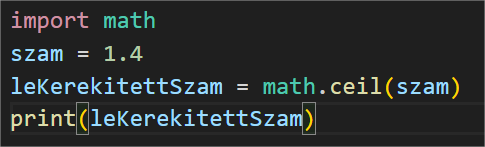 import math
szam = 1.4
leKerekitettSzam = math.ceil(szam)
print(leKerekitettSzam)